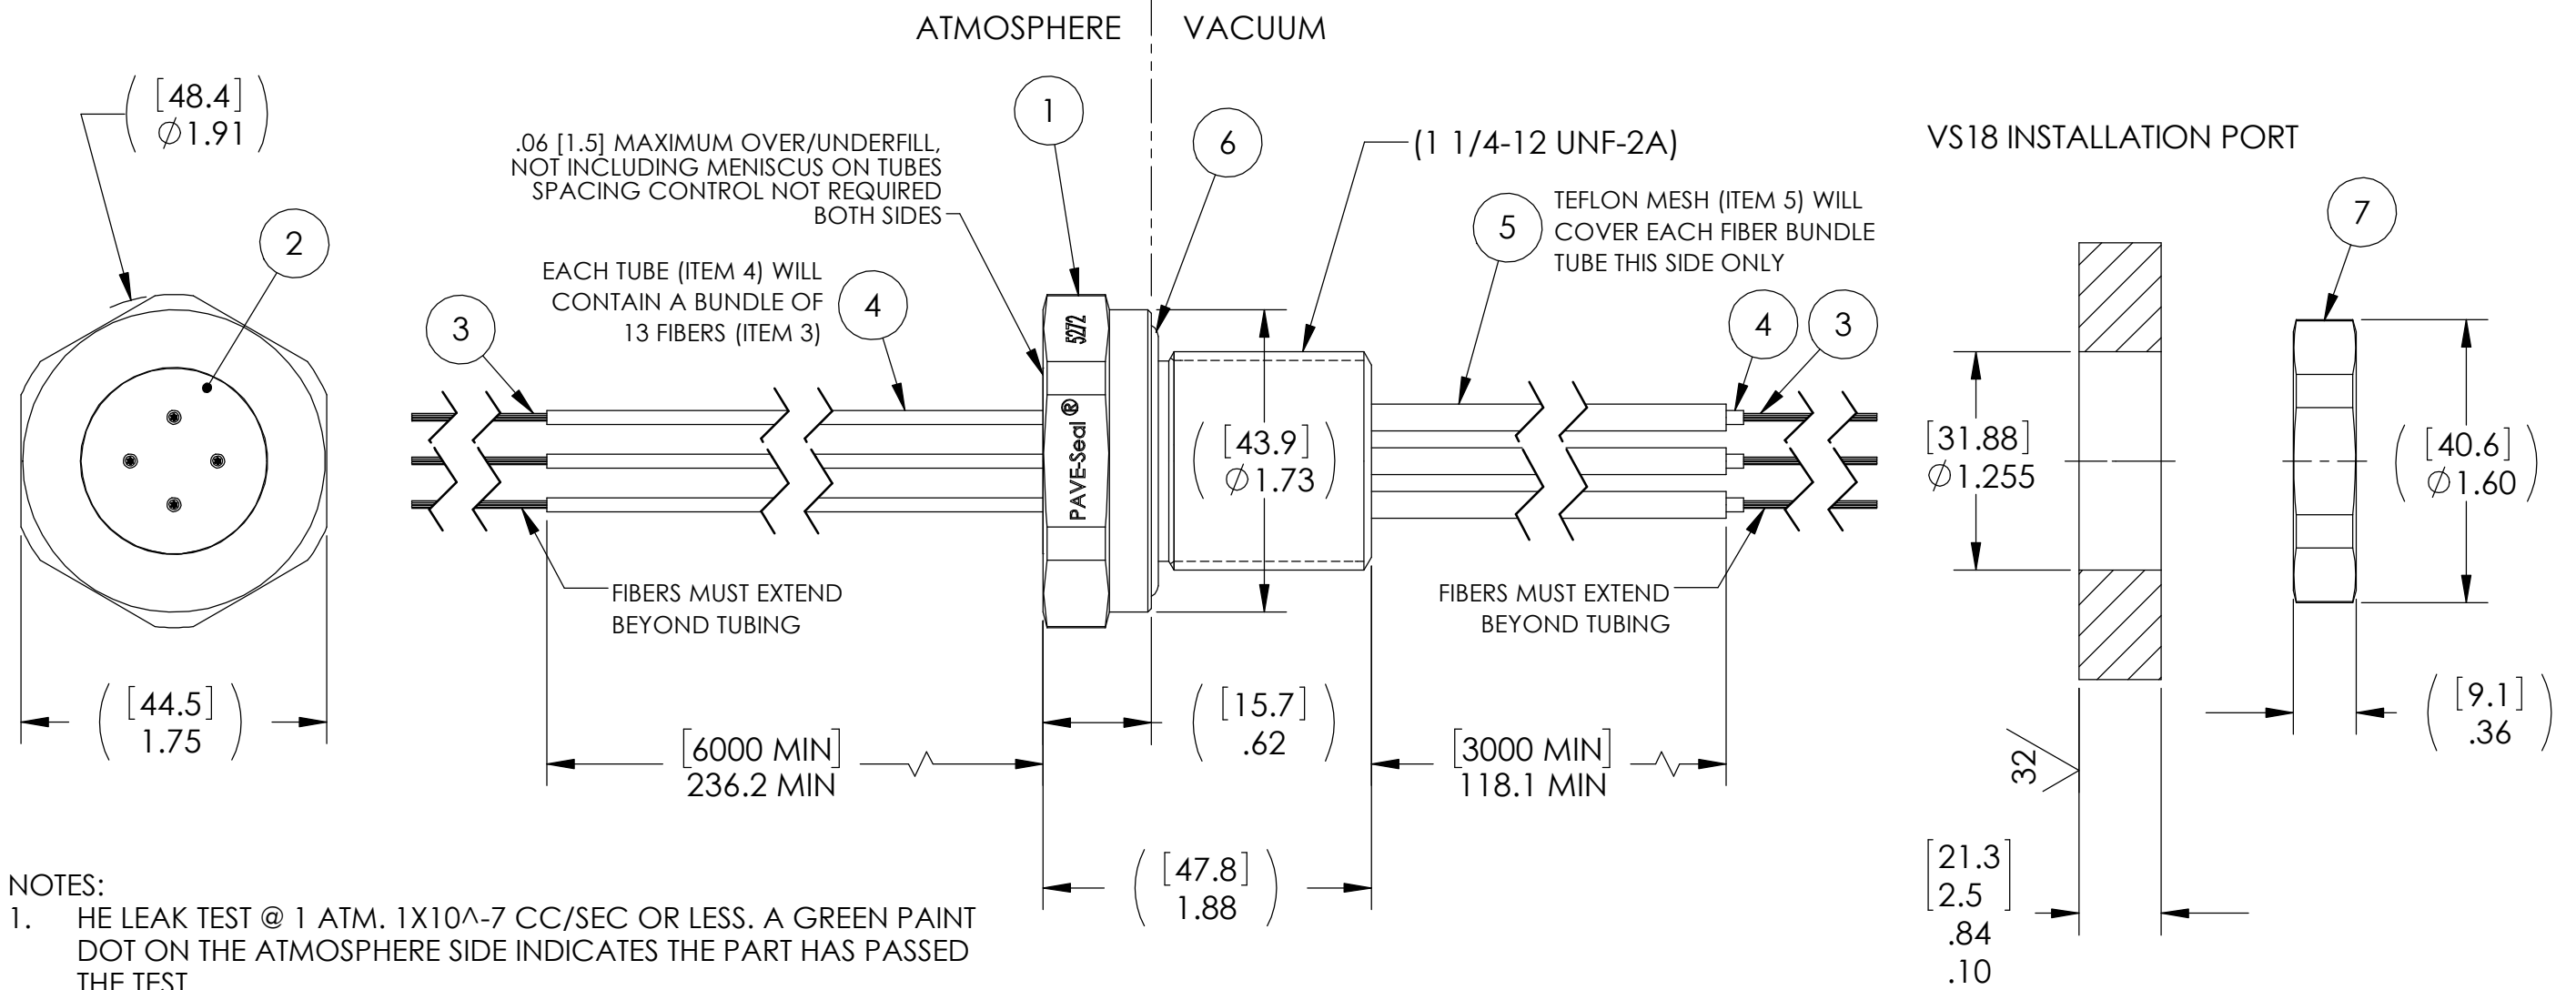 ATMOSPHERE
VACUUM
[48.4]
Ø1.91
1
.06 [1.5] MAXIMUM OVER/UNDERFILL,
NOT INCLUDING MENISCUS ON TUBES
SPACING CONTROL NOT REQUIRED
BOTH SIDES
6
(1 1/4-12 UNF-2A)
VS18 INSTALLATION PORT
2
5
TEFLON MESH (ITEM 5) WILL
COVER EACH FIBER BUNDLE
TUBE THIS SIDE ONLY
7
EACH TUBE (ITEM 4) WILL
CONTAIN A BUNDLE OF
13 FIBERS (ITEM 3)
4
3
4
3
5272
PAVE-Seal®
([43.9]
Ø1.73)
[31.88]
Ø1.255
([40.6]
Ø1.60)
FIBERS MUST EXTEND
BEYOND TUBING
FIBERS MUST EXTEND
BEYOND TUBING
([44.5]
1.75)
[6000 MIN]
236.2 MIN
([15.7]
.62)
[3000 MIN]
118.1 MIN
32
([9.1]
.36)
([47.8]
1.88)
[21.3
2.5]
.84
.10
NOTES:
1. HE LEAK TEST @ 1 ATM. 1X10^-7 CC/SEC OR LESS. A GREEN PAINT
DOT ON THE ATMOSPHERE SIDE INDICATES THE PART HAS PASSED
THE TEST